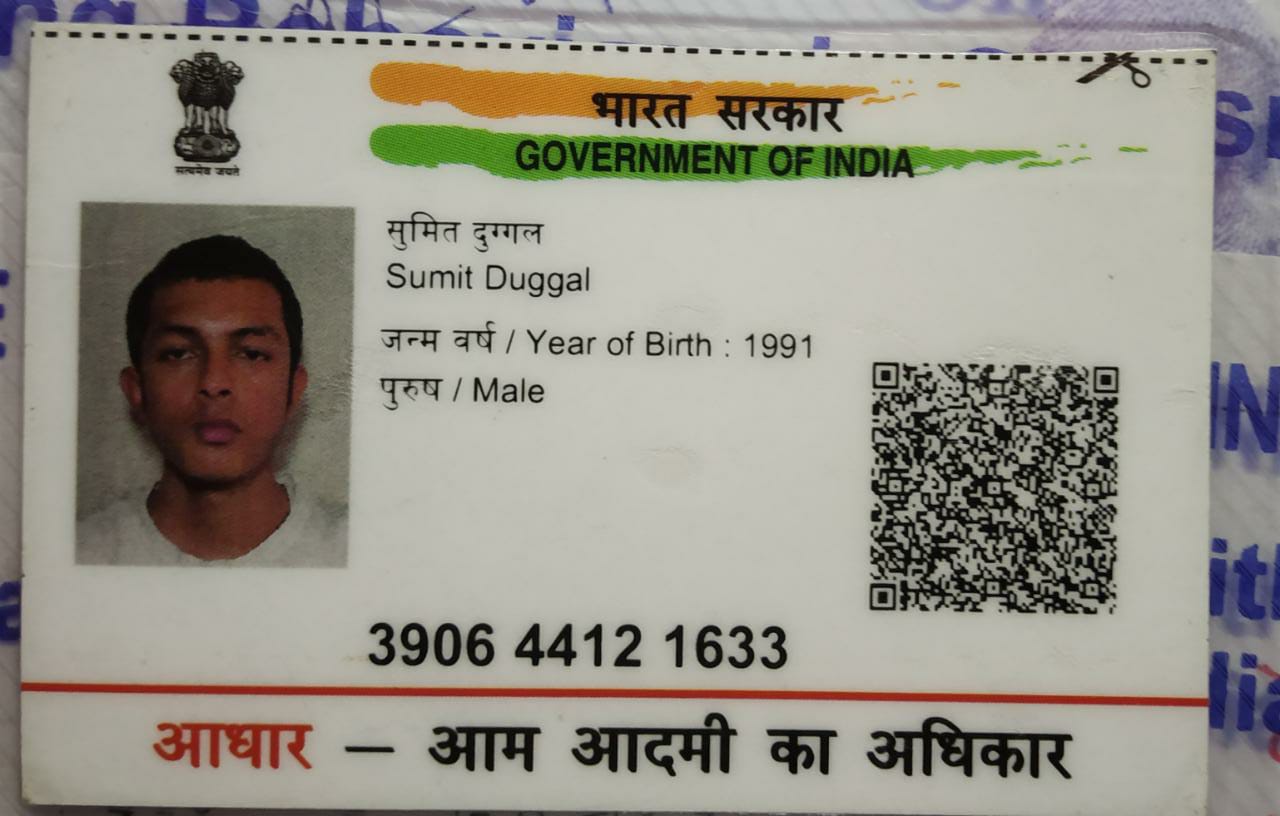 भारत सरकार
GOVERNMENT OF INDIA
सत्यमेव जयते
सुमित दुग्गल
Sumit Duggal
जन्म वर्ष / Year of Birth : 1991
पुरुष / Male
3906 4412 1633
आधार — आम आदमी का अधिकार